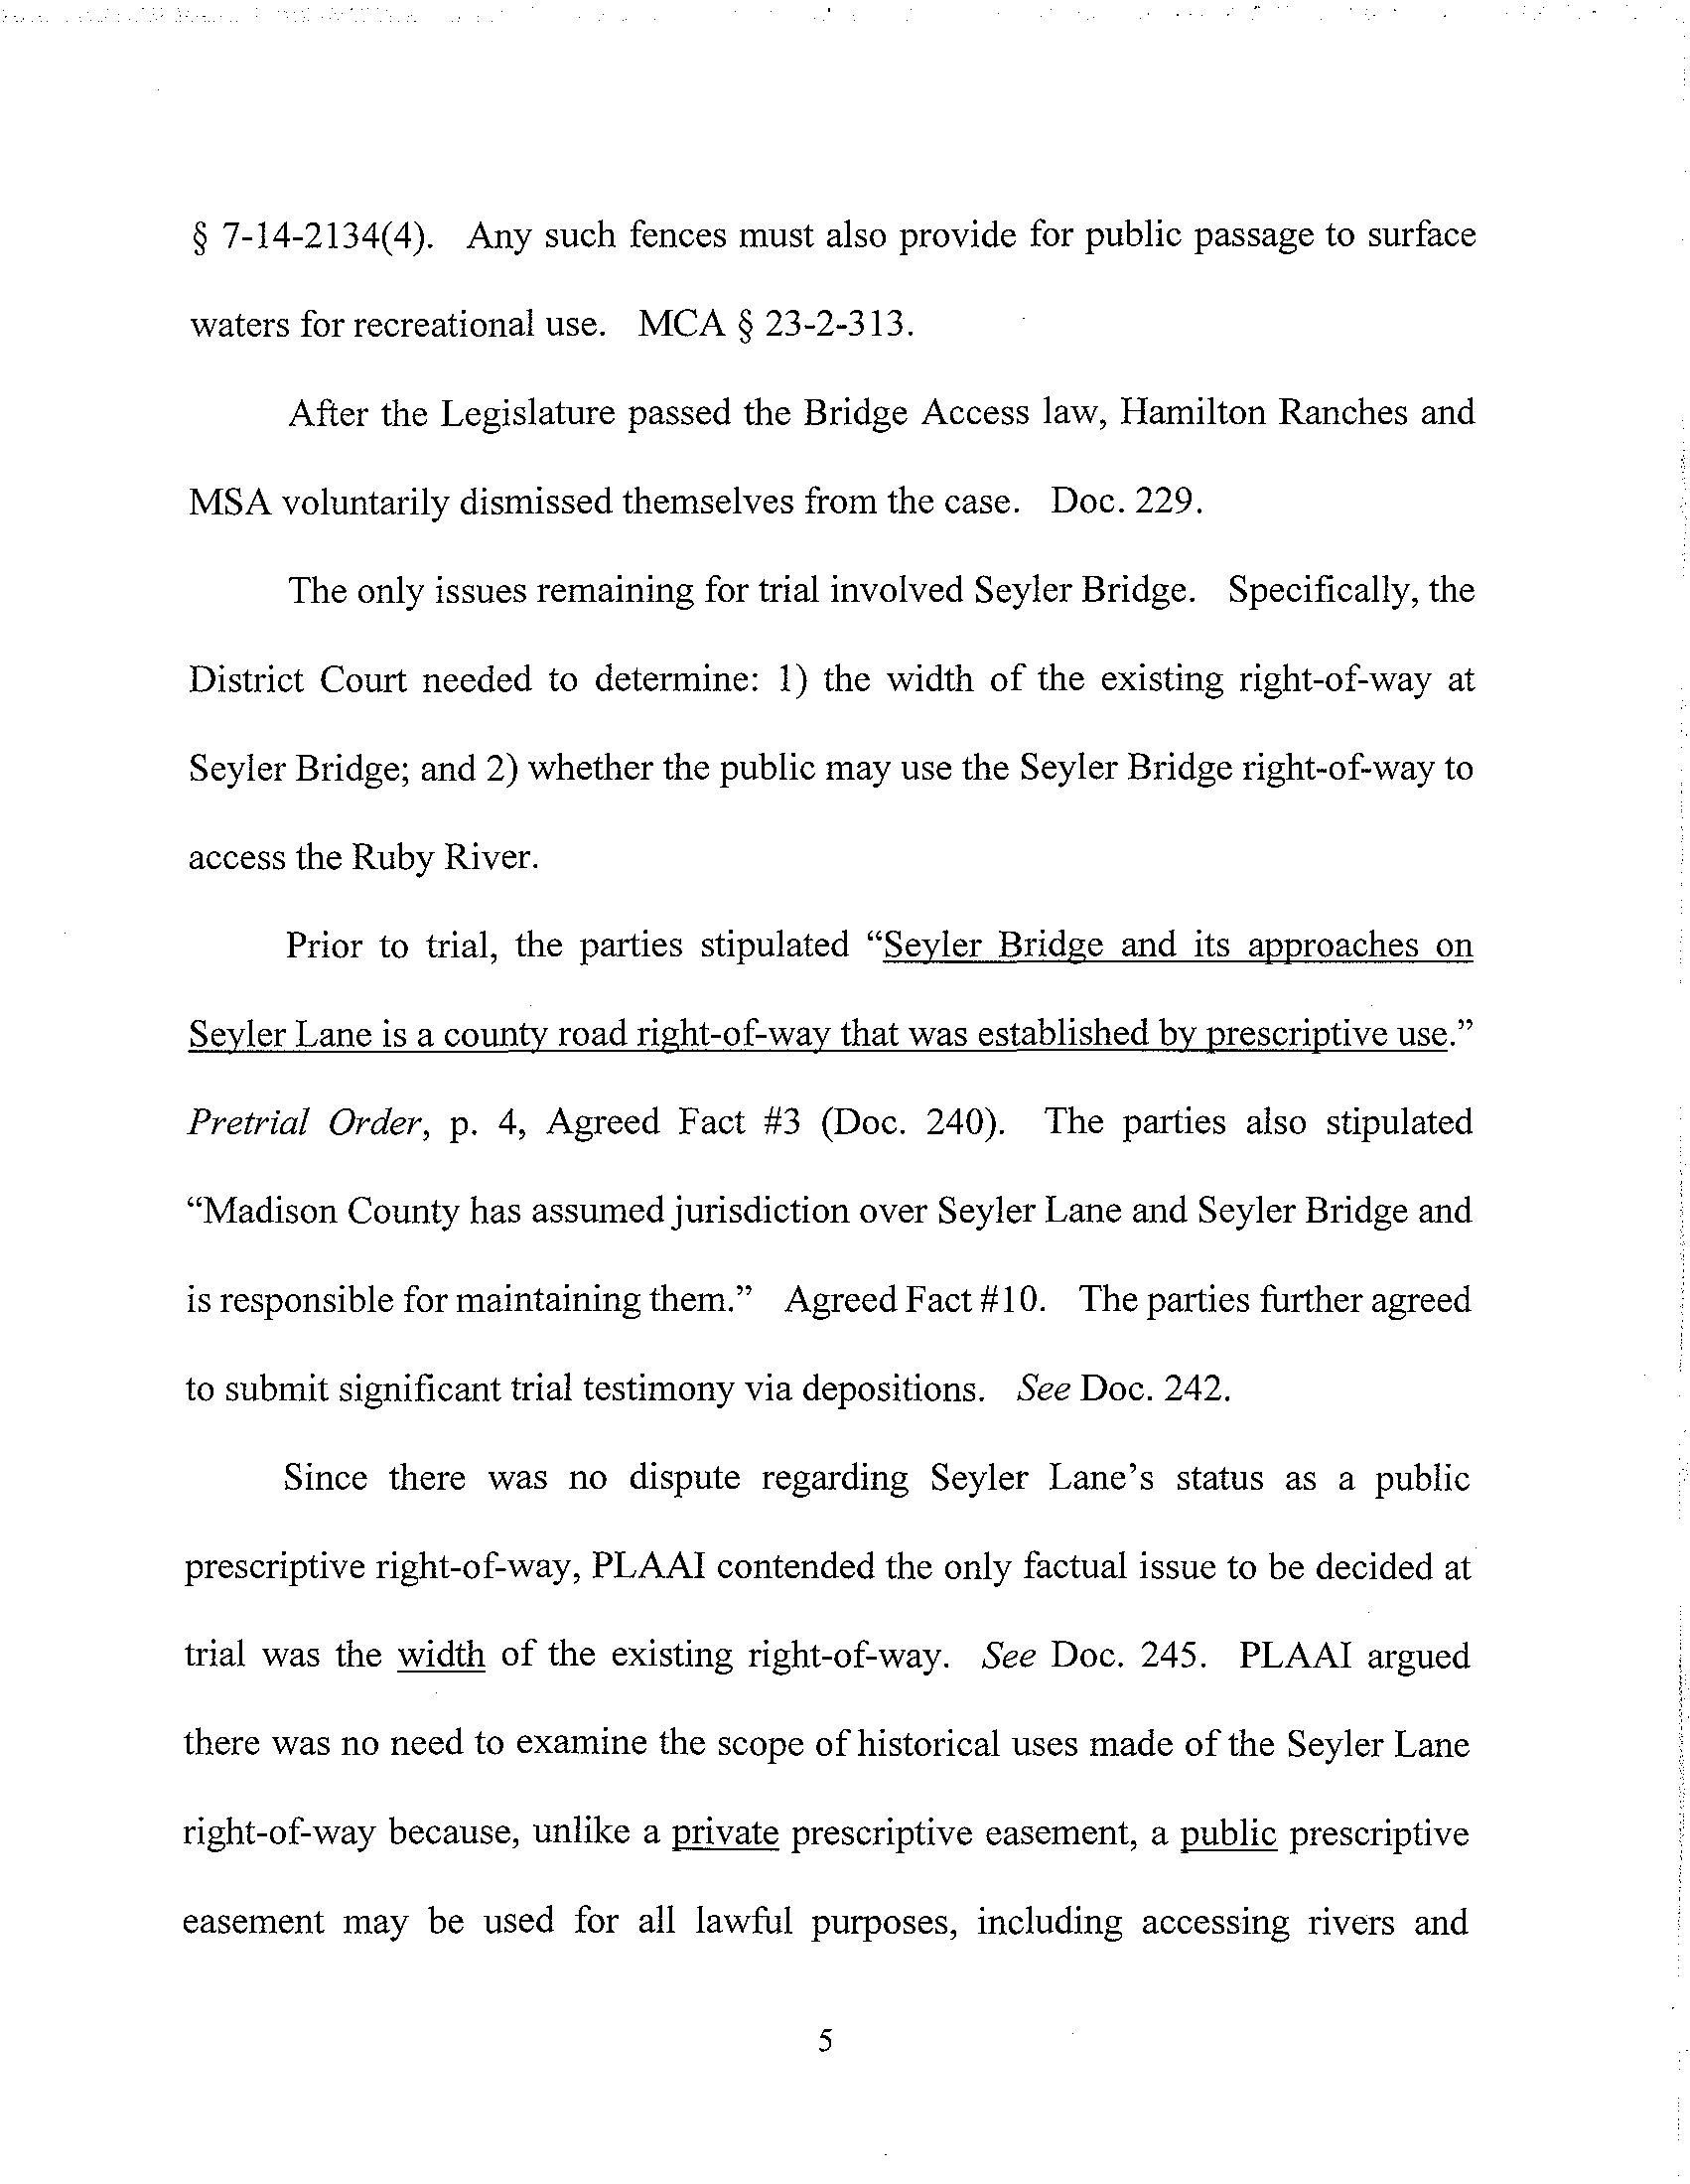 § 7-14-2134(4). Any such fences must also provide for public passage to surface
waters for recreational use. MCA § 23-2-313.
After the Legislature passed the Bridge Access law, Hamilton Ranches and
MSA voluntarily dismissed themselves from the case. Doc. 229.
The only issues remaining for trial involved Seyler Bridge. Specifically, the
District Court needed to determine: 1) the width of the existing right-of-way at
Seyler Bridge; and 2) whether the public may use the Seyler Bridge right-of-way to
access the Ruby River.
Prior to trial, the parties stipulated “Seyler Bridge and its approaches on
Seyler Lane is a county road right-of-way that was established by prescriptive use.”
Pretrial Order, p. 4, Agreed Fact #3 (Doc. 240). The parties also stipulated
“Madison County has assumed jurisdiction over Seyler Lane and Seyler Bridge and
is responsible for maintaining them.” Agreed Fact #10. The parties further agreed
to submit significant trial testimony via depositions. See Doc. 242.
Since there was no dispute regarding Seyler Lane’s status as a public
prescriptive right-of-way, PLAAI contended the only factual issue to be decided at
trial was the width of the existing right-of-way. See Doc. 245. PLAAI argued
there was no need to examine the scope of historical uses made of the Seyler Lane
right-of-way because, unlike a private prescriptive easement, a public prescriptive
easement may be used for all lawful purposes, including accessing rivers and
5